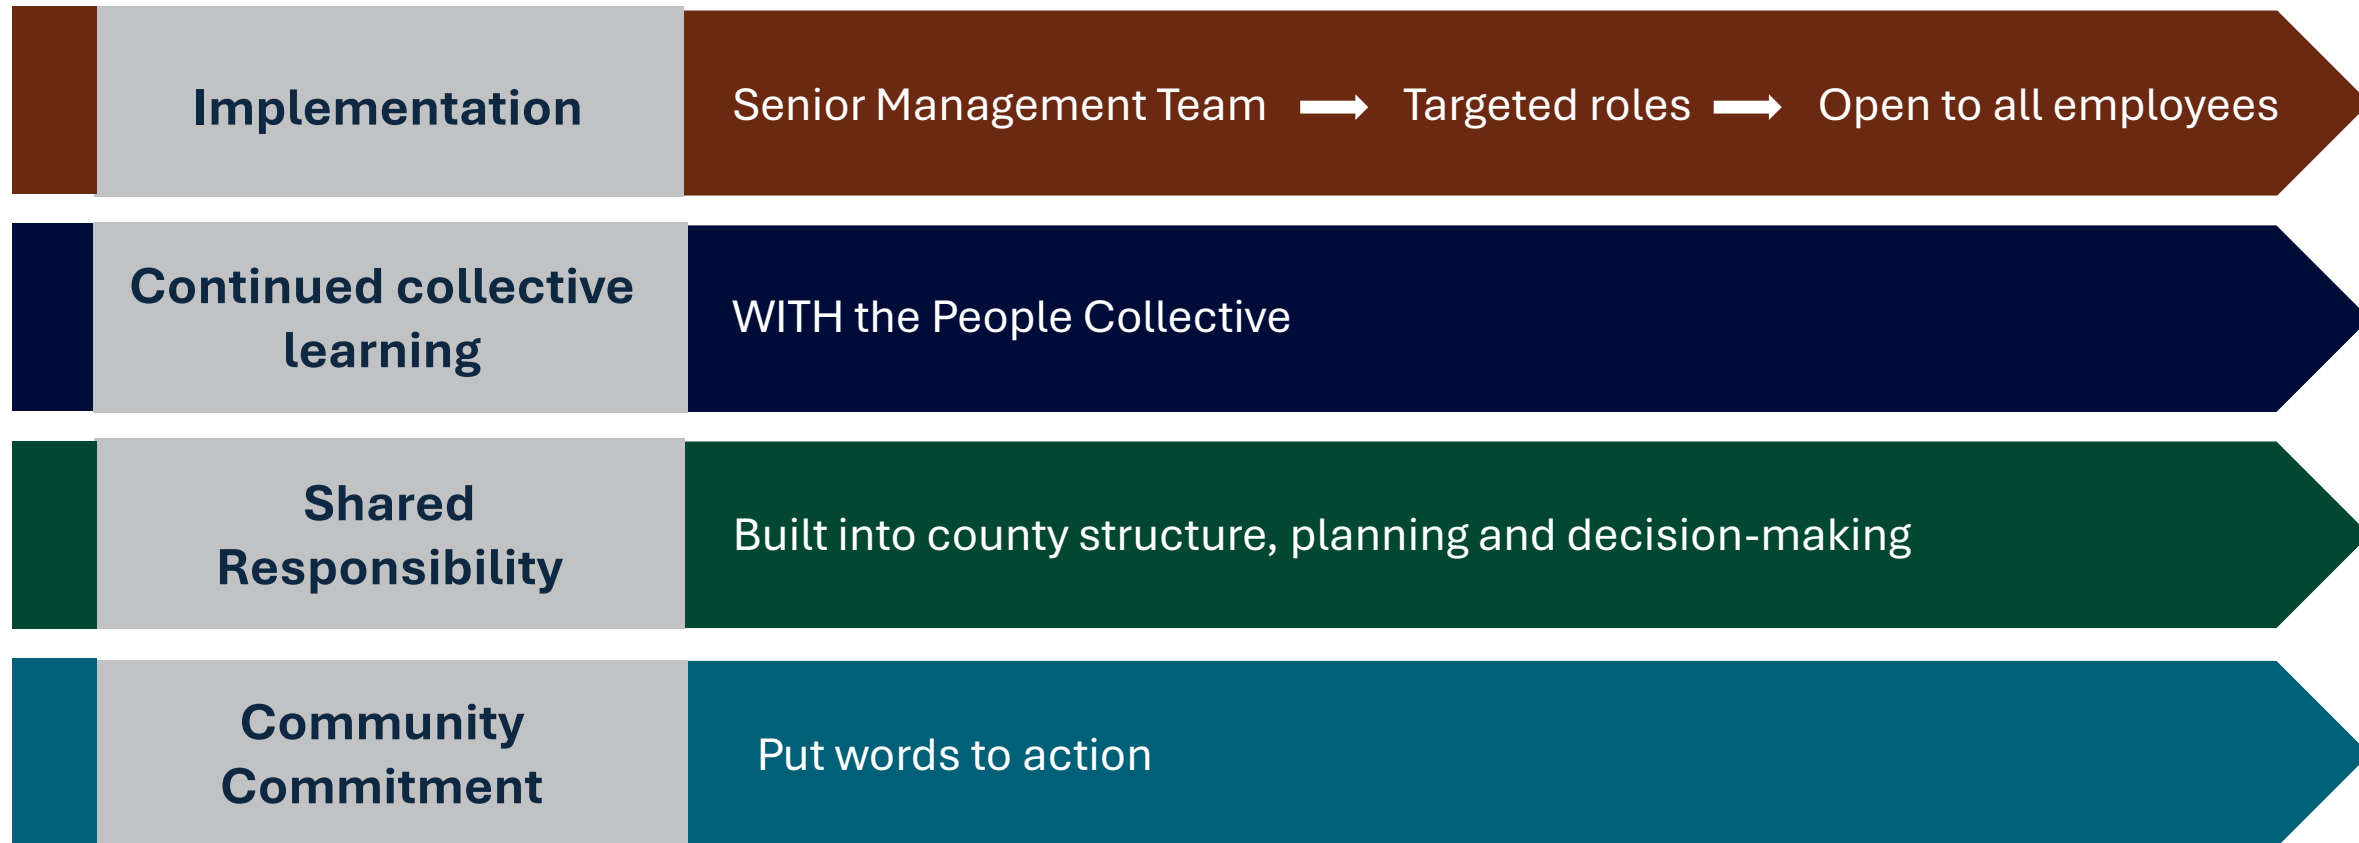 Implementation
Senior Management Team
Targeted roles
Open to all employees
Continued collective
learning
WITH the People Collective
Shared
Responsibility
Built into county structure, planning and decision-making
Community
Commitment
Put words to action